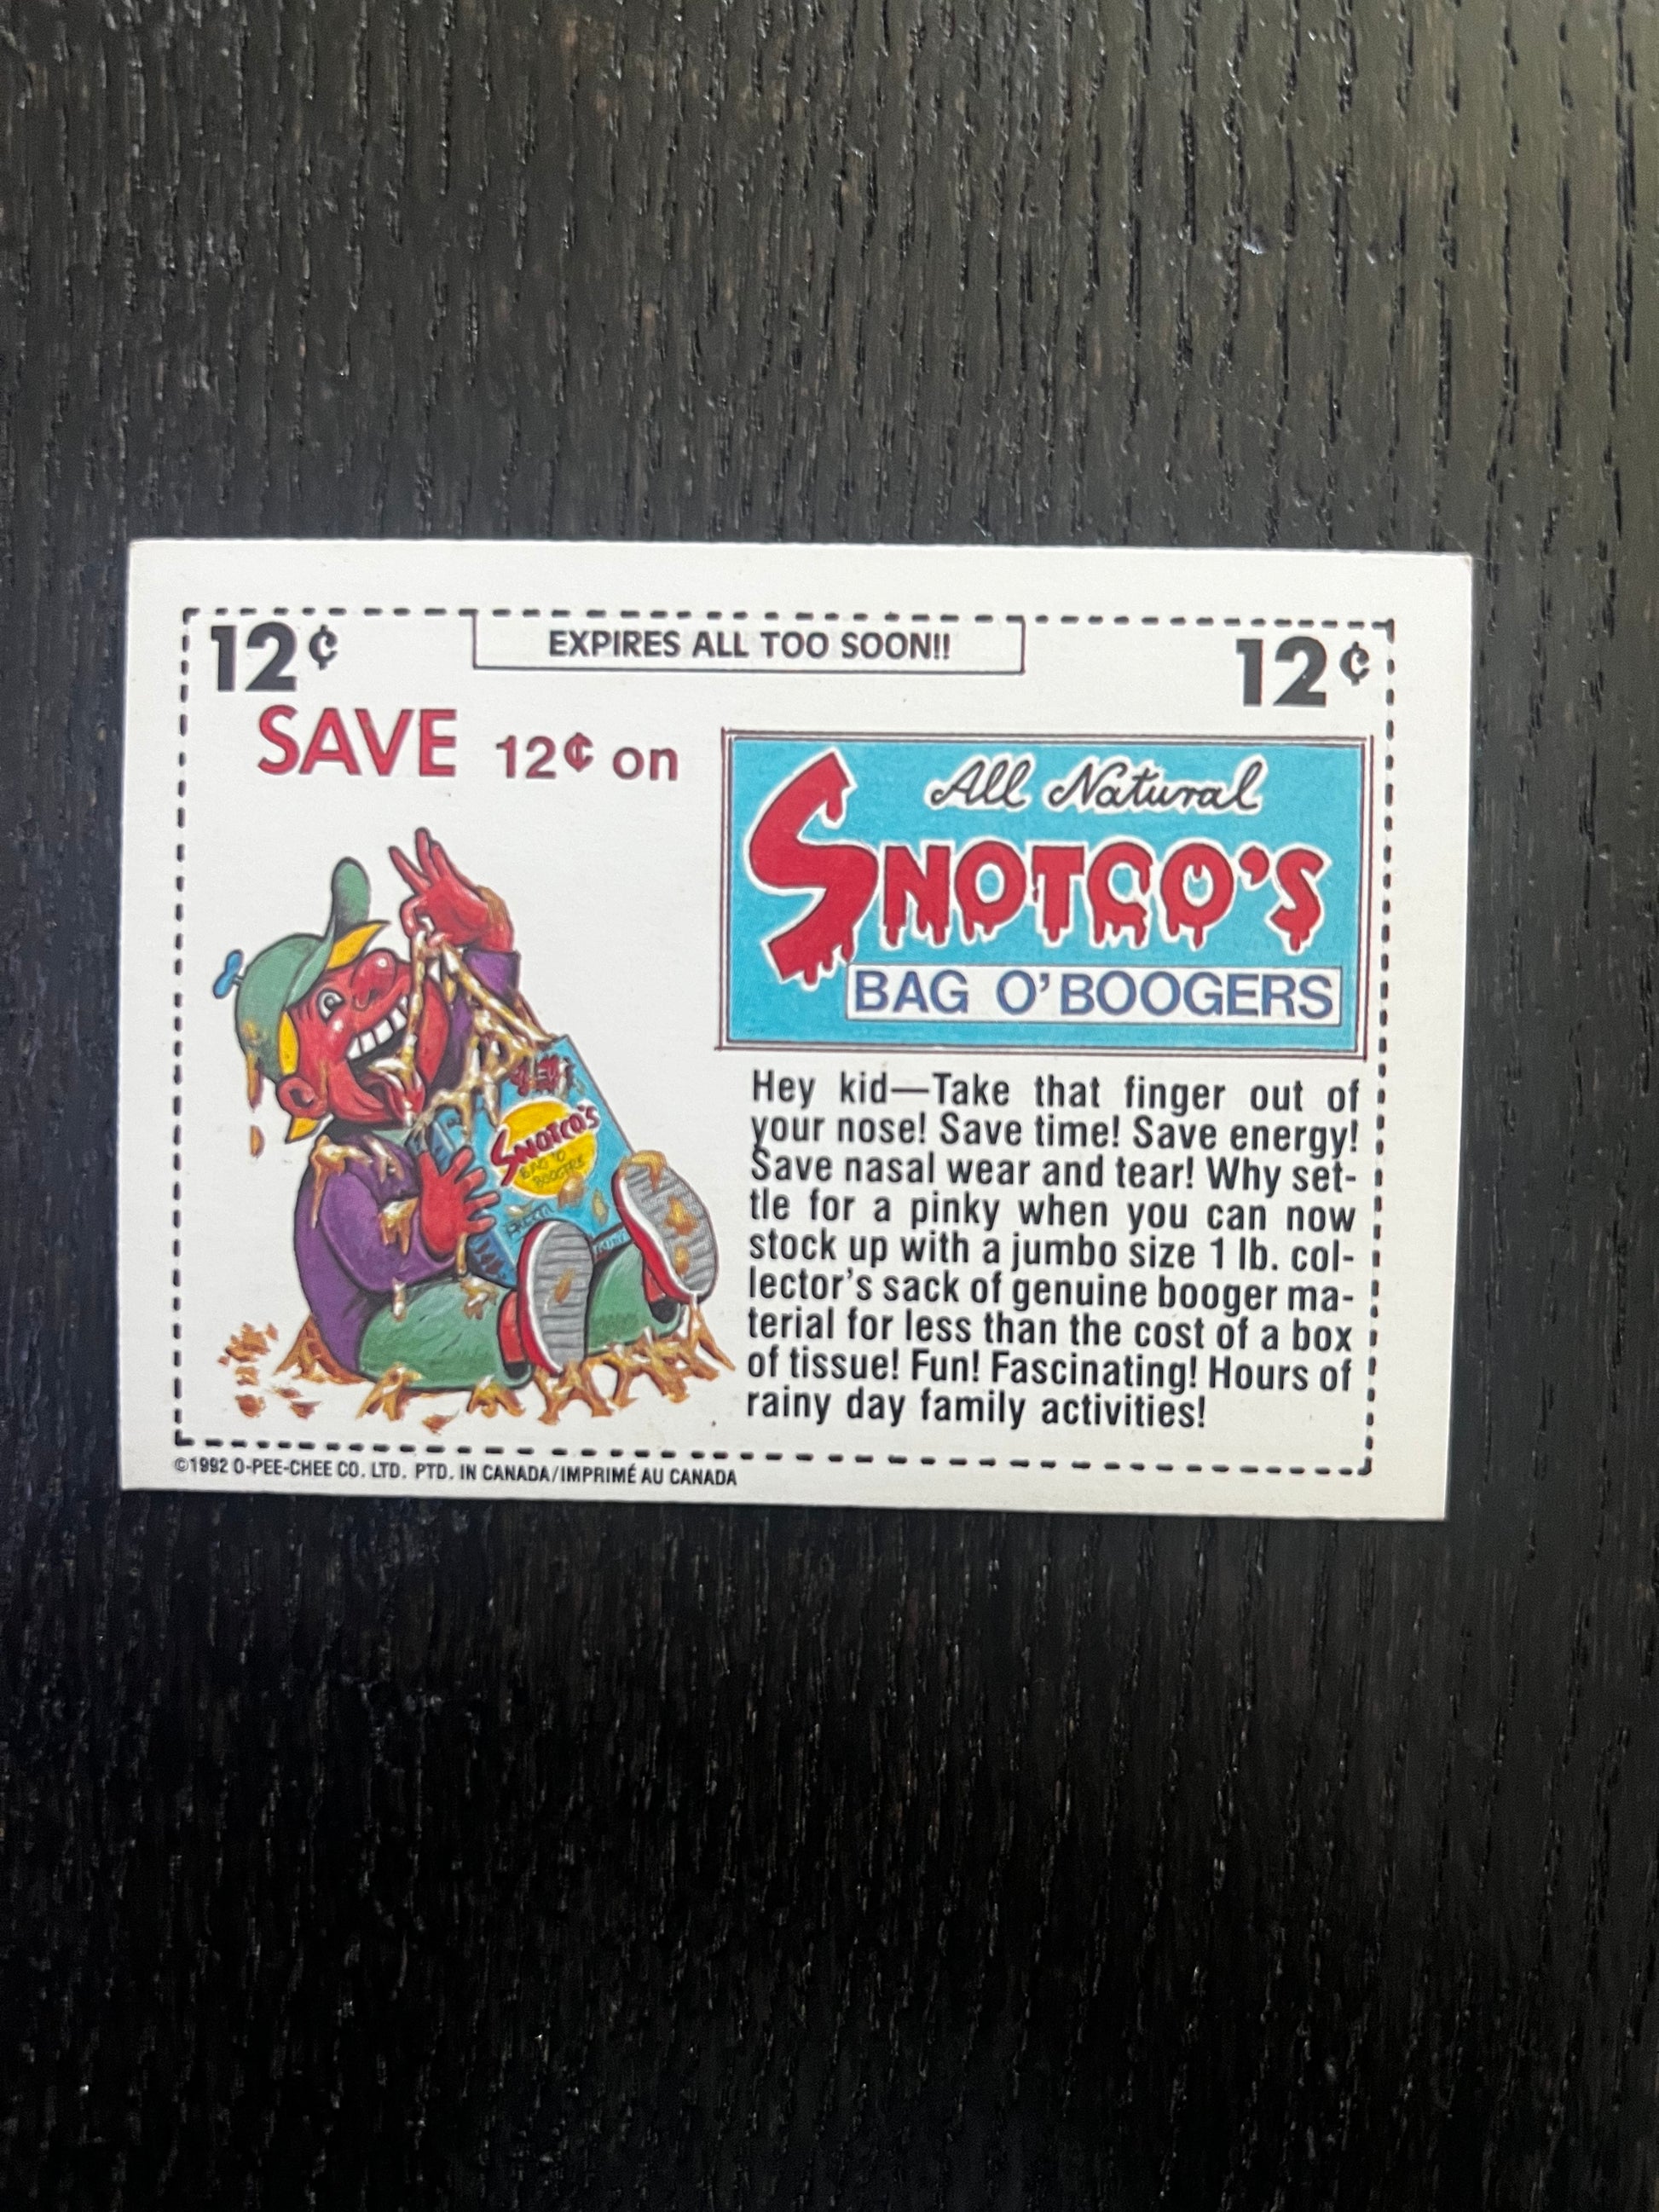 12¢
EXPIRES ALL TOO SOON!!
12¢
SAVE 12¢ on
All Natural
SNOTCO'S
BAG O'BOOGERS
SNOTCO'S
BAG 'O
BOOGERS
Hey kid—Take that finger out of
your nose! Save time! Save energy!
Save nasal wear and tear! Why set-
tle for a pinky when you can now
stock up with a jumbo size 1 lb. col-
lector's sack of genuine booger ma-
terial for less than the cost of a box
of tissue! Fun! Fascinating! Hours of
rainy day family activities!
©1992 O-PEE-CHEE CO. LTD. PTD. IN CANADA/IMPRIMÉ AU CANADA